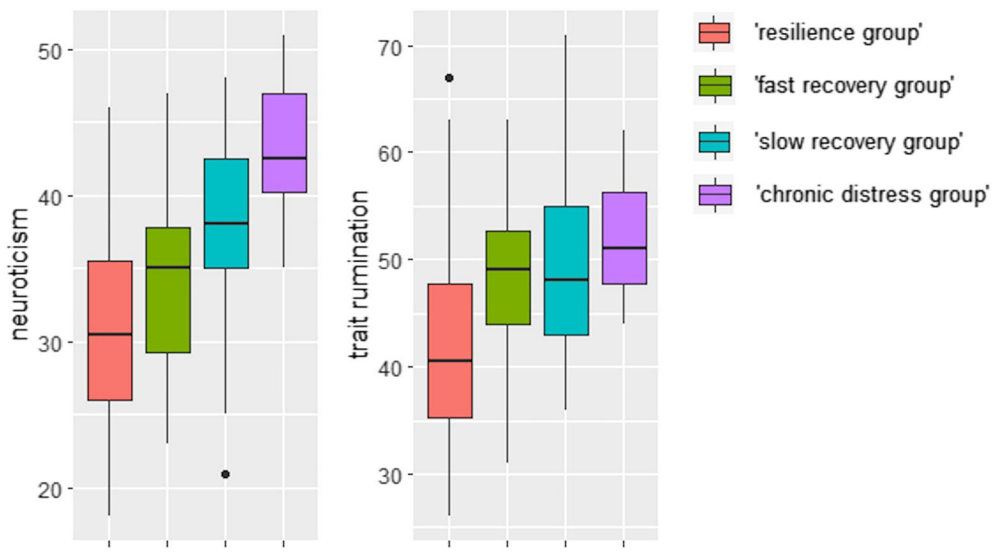 neuroticism
50
40
30
20
trait rumination
70
60
50
40
30
'resilience group'
'fast recovery group'
'slow recovery group'
'chronic distress group'